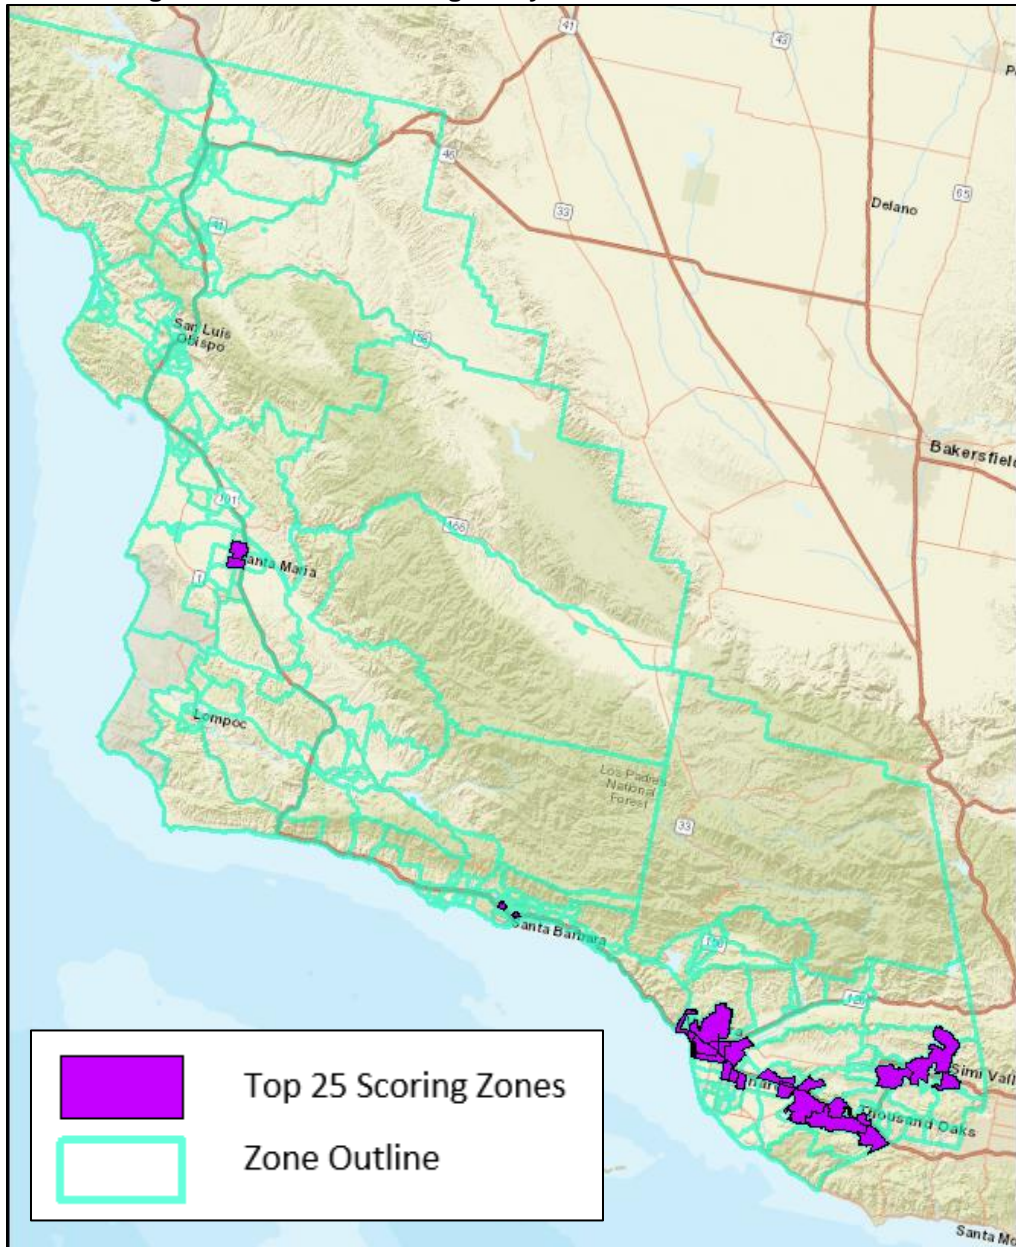 41
43
46
65
33
Delano
41
San Luis
Obispo
58
Bakersfield
101
166
anta Maria
1
Lompoc
Los Padres
National
Forest
33
Santa Barbara
150
126
Simi Vall
Thousand Oaks
Top 25 Scoring Zones
Zone Outline
Santa Mo